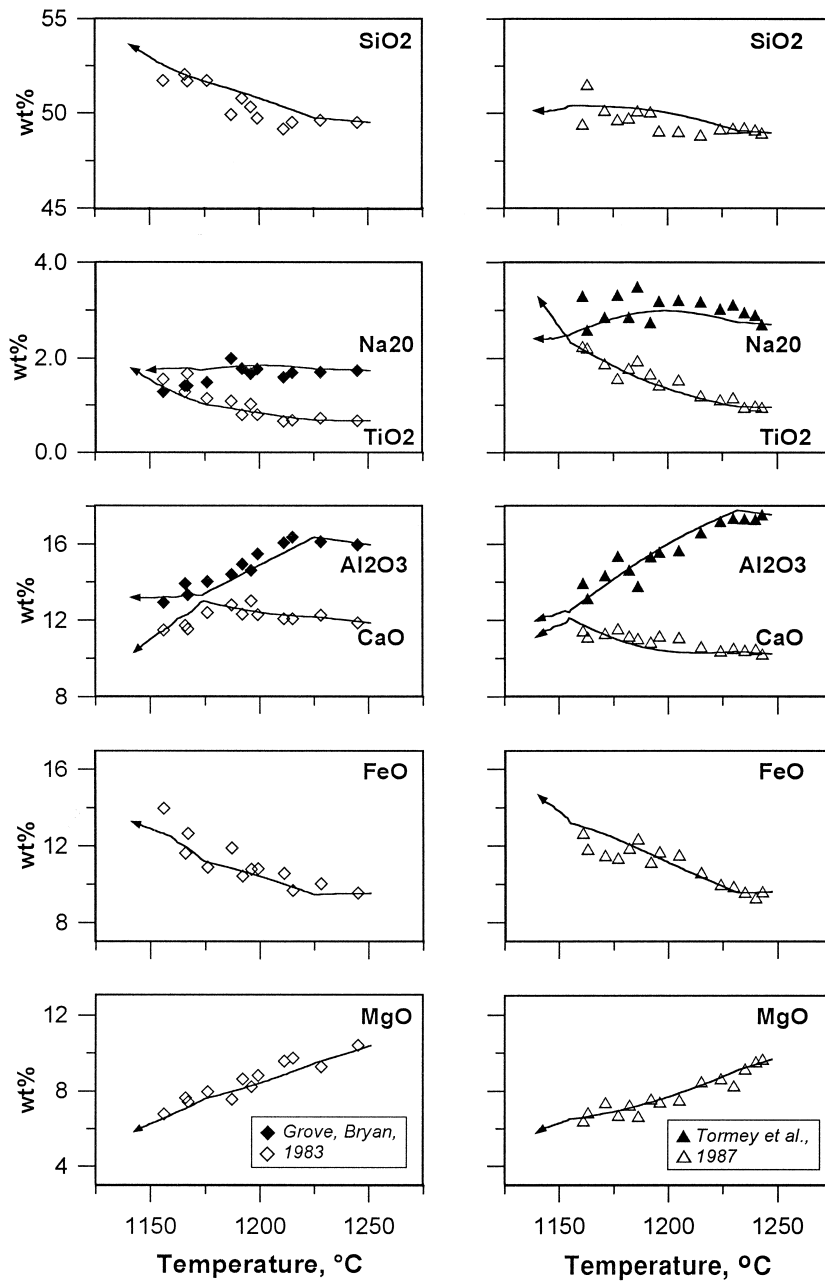 55
50
45
wt%
SiO2
SiO2
4.0
2.0
0.0
wt%
Na20
TiO2
Na20
TiO2
16
12
8
wt%
Al2O3
CaO
Al2O3
CaO
16
12
8
wt%
FeO
FeO
12
8
4
wt%
MgO
Grove, Bryan,
1983
MgO
Tormey et al.,
1987
1150 1200 1250
1150 1200 1250
Temperature, °C
Temperature, ºC